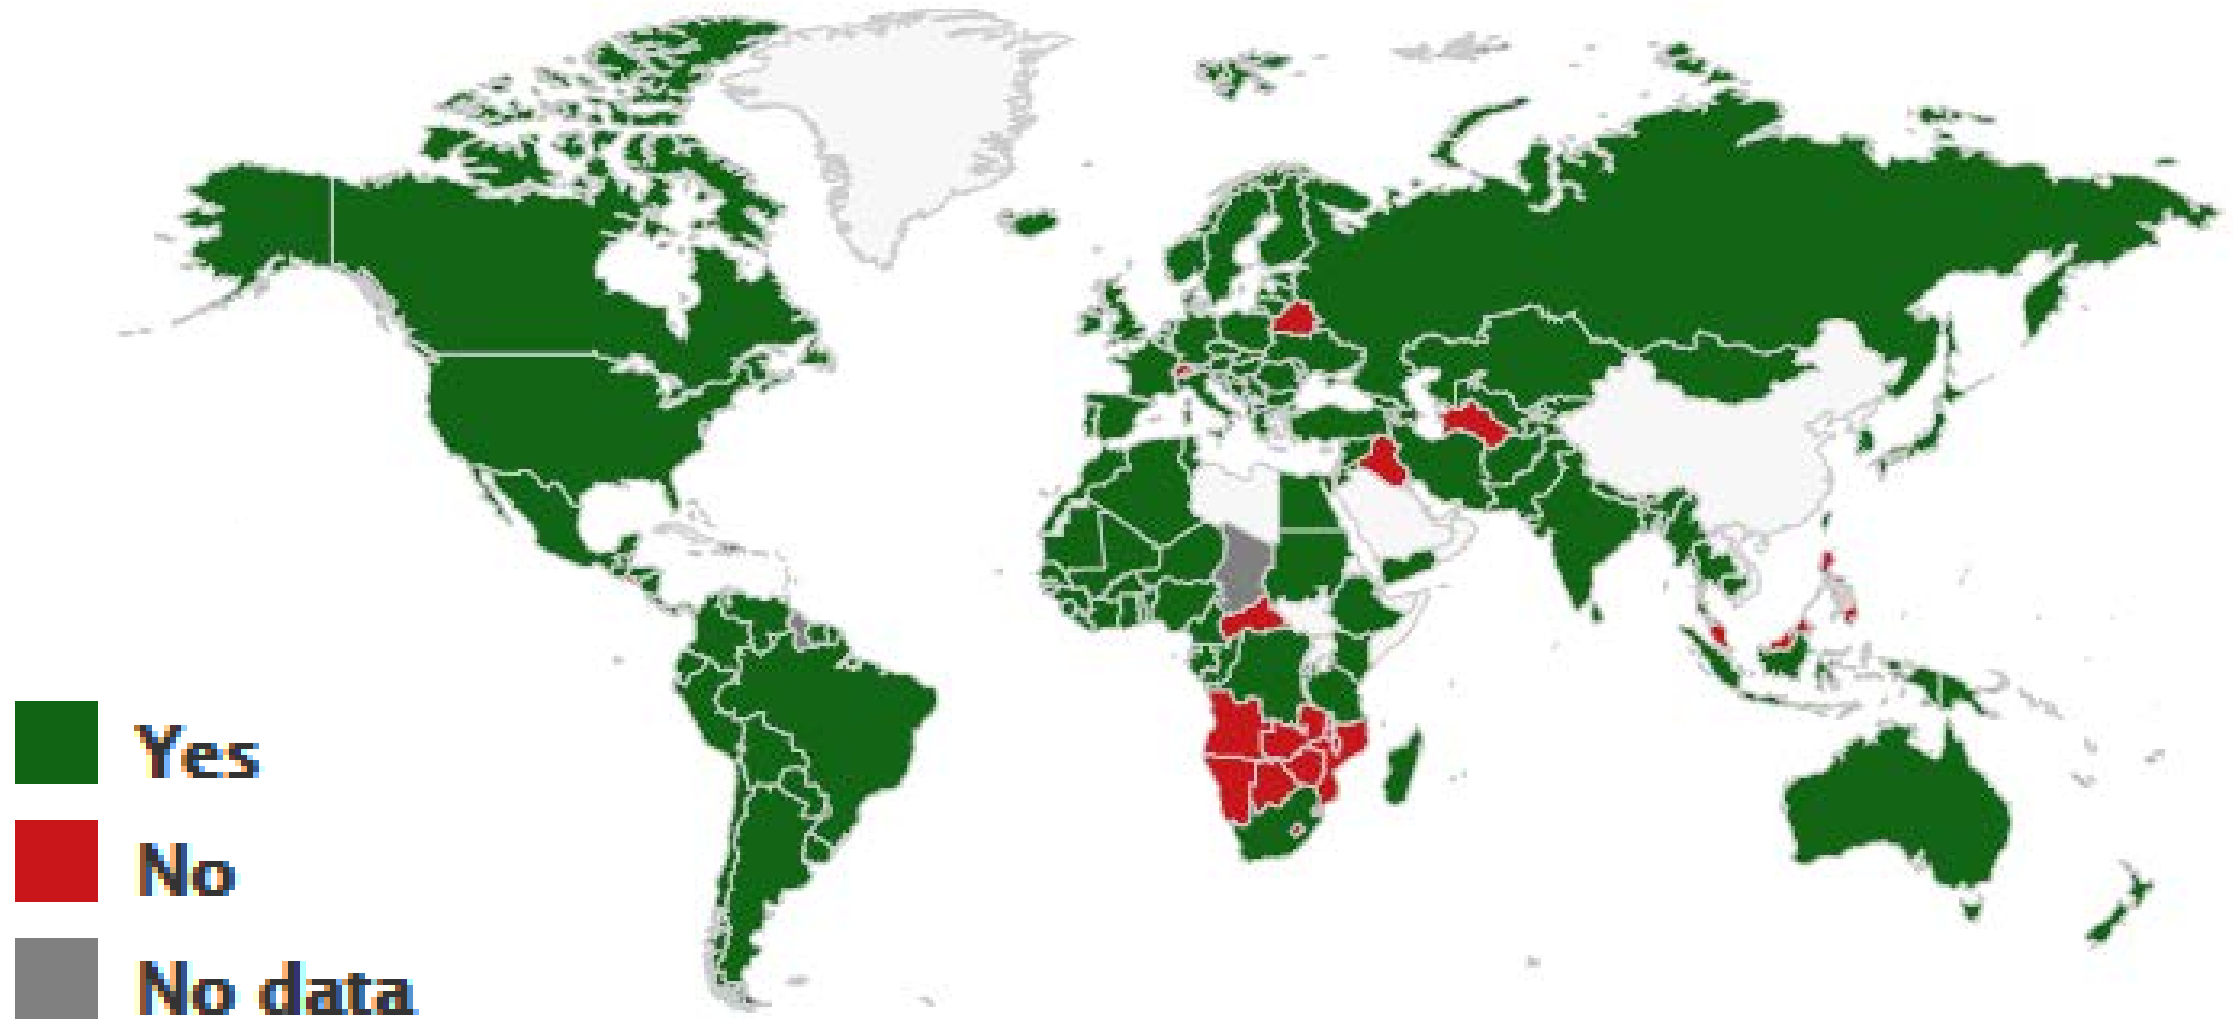 Yes
No
No data